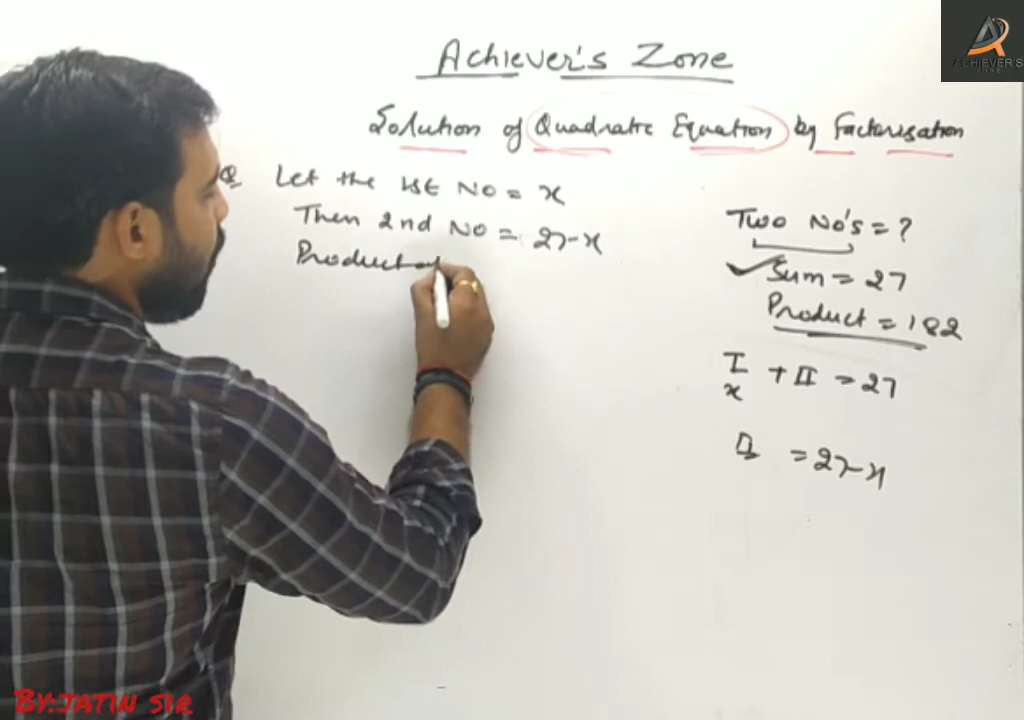 Achiever's Zone
ACHIEVER'S
Solution of Quadratic Equation by Factorisation
Q Let the 1st No = x
Then 2nd No = 27-x
Product of
Two No's = ?
Sum = 27
Product = 182
I + II = 27
x
II = 27-x
BY:JATIN SIR